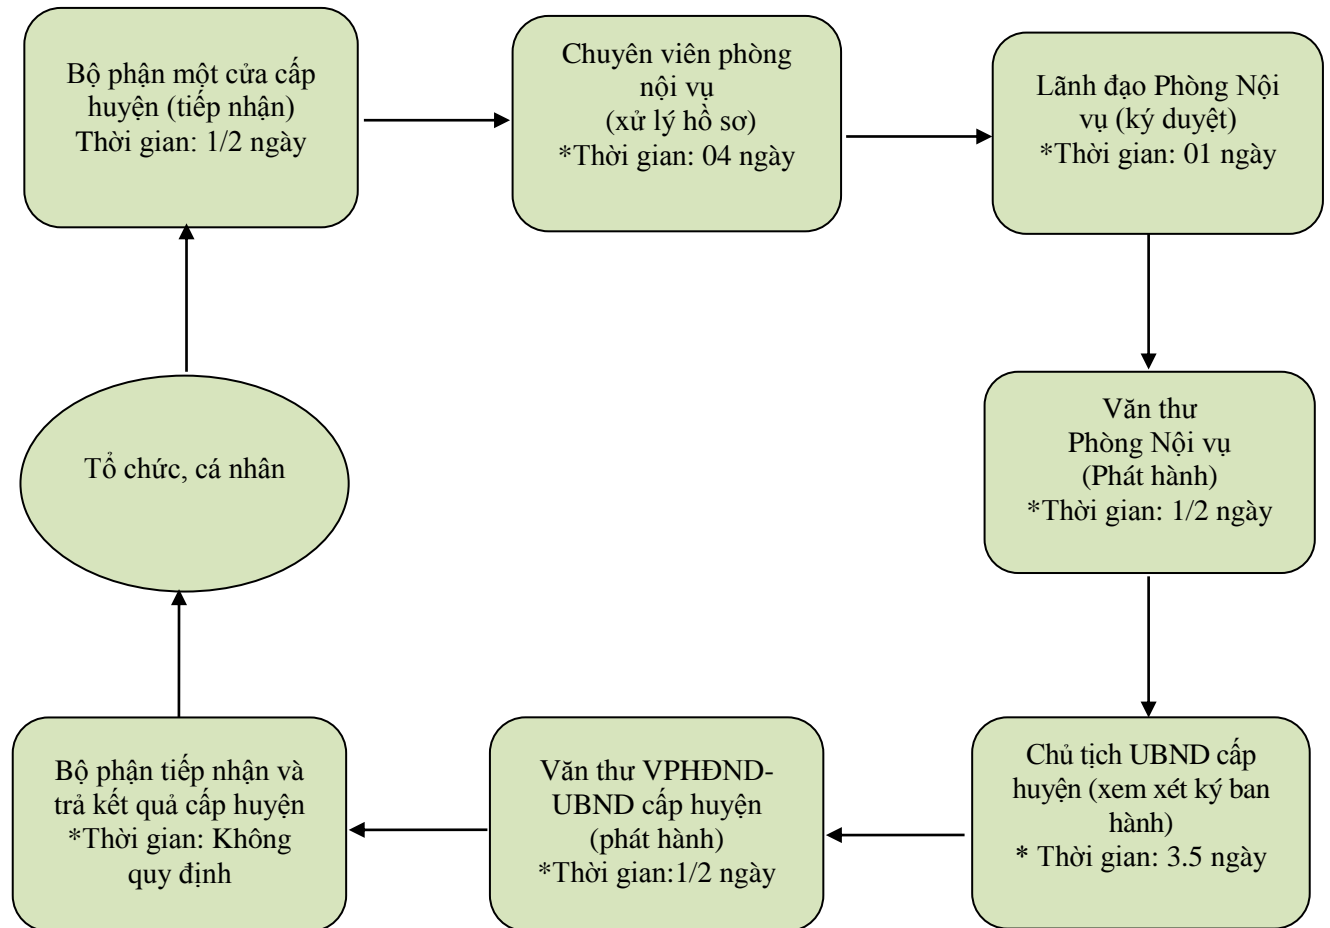 Bộ phận một cửa cấp
huyện (tiếp nhận)
Thời gian: 1/2 ngày
Chuyên viên phòng
nội vụ
(xử lý hồ sơ)
*Thời gian: 04 ngày
Lãnh đạo Phòng Nội
vụ (ký duyệt)
*Thời gian: 01 ngày
Văn thư
Phòng Nội vụ
(Phát hành)
*Thời gian: 1/2 ngày
Tổ chức, cá nhân
Chủ tịch UBND cấp
huyện (xem xét ký ban
hành)
* Thời gian: 3.5 ngày
Văn thư VPHĐND-
UBND cấp huyện
(phát hành)
*Thời gian:1/2 ngày
Bộ phận tiếp nhận và
trả kết quả cấp huyện
*Thời gian: Không
quy định